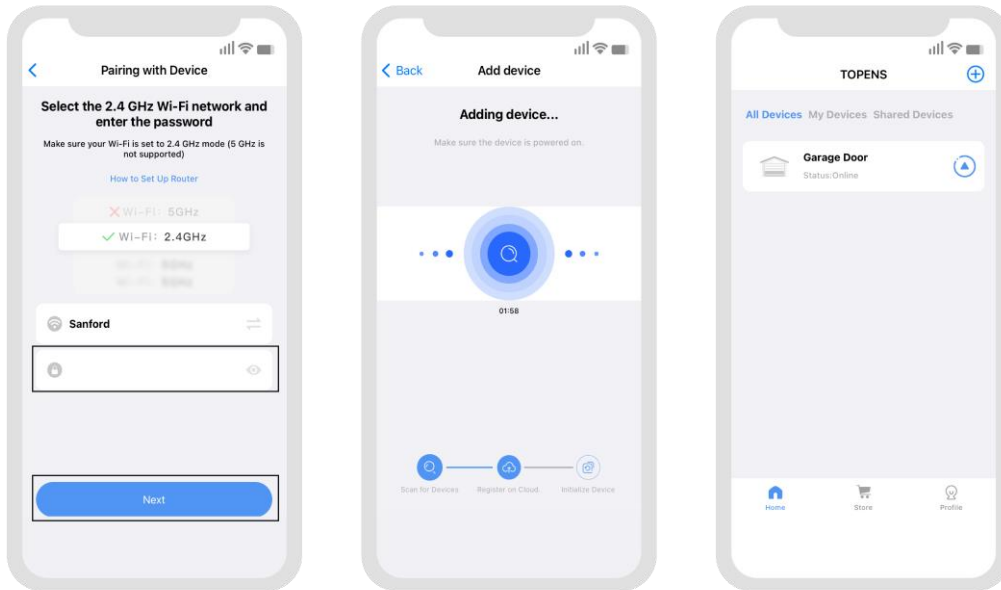 Pairing with Device
Select the 2.4 GHz Wi-Fi network and
enter the password
Make sure your Wi-Fi is set to 2.4 GHz mode (5 GHz is
not supported)
How to Set Up Router
Wi-Fi: 5GHz
Wi-Fi: 2.4GHz
Sanford
Next
Back
Add device
Adding device...
Make sure the device is powered on.
01:58
Scan for Devices
Register on Cloud
Initialize Device
TOPENS
All Devices My Devices Shared Devices
Garage Door
Status:Online
Home
Store
Profile